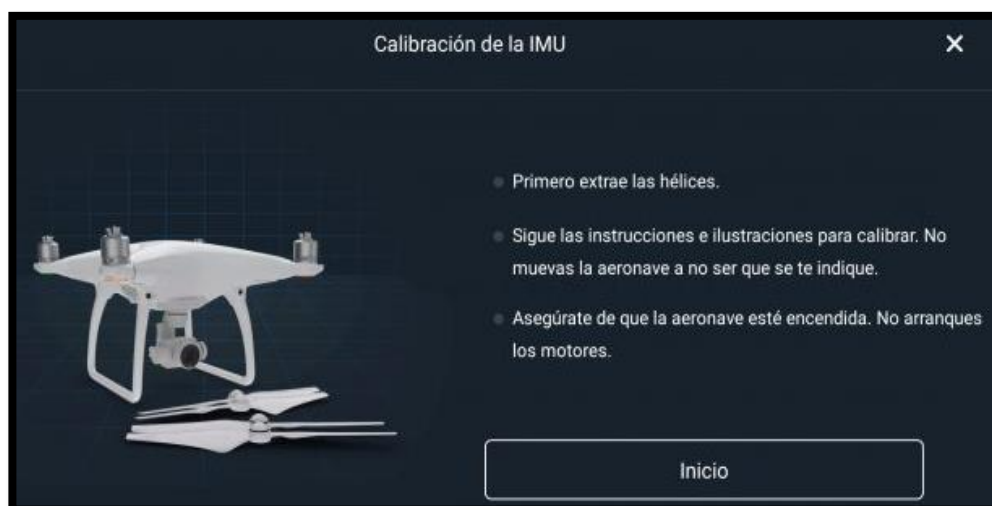 Calibración de la IMU
Primero extrae las hélices.
Sigue las instrucciones e ilustraciones para calibrar. No
muevas la aeronave a no ser que se te indique.
Asegúrate de que la aeronave esté encendida. No arranques
los motores.
Inicio